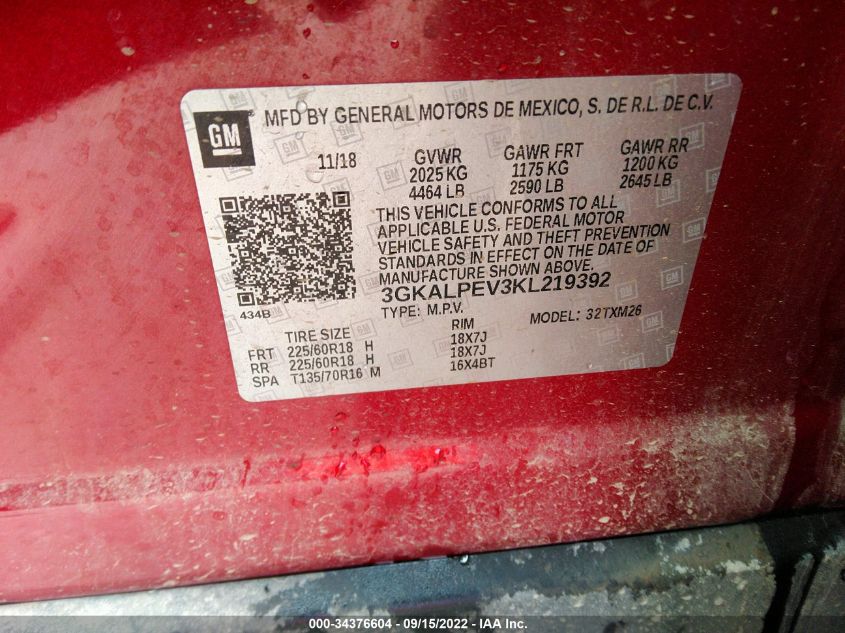 GM
MFD BY GENERAL MOTORS DE MEXICO, S. DE R.L. DE C.V.
11/18 GVWR GAWR FRT GAWR RR
2025 KG 1175 KG 1200 KG
4464 LB 2590 LB 2645 LB
THIS VEHICLE CONFORMS TO ALL
APPLICABLE U.S. FEDERAL MOTOR
VEHICLE SAFETY AND THEFT PREVENTION
STANDARDS IN EFFECT ON THE DATE OF
MANUFACTURE SHOWN ABOVE.
434B
3GKALPEV3KL219392
TYPE: M.P.V. MODEL: 32TXM26
TIRE SIZE RIM
FRT 225/60R18 H 18X7J
RR 225/60R18 H 18X7J
SPA T135/70R16 M 16X4BT
000-34376604 - 09/15/2022 - IAA Inc.